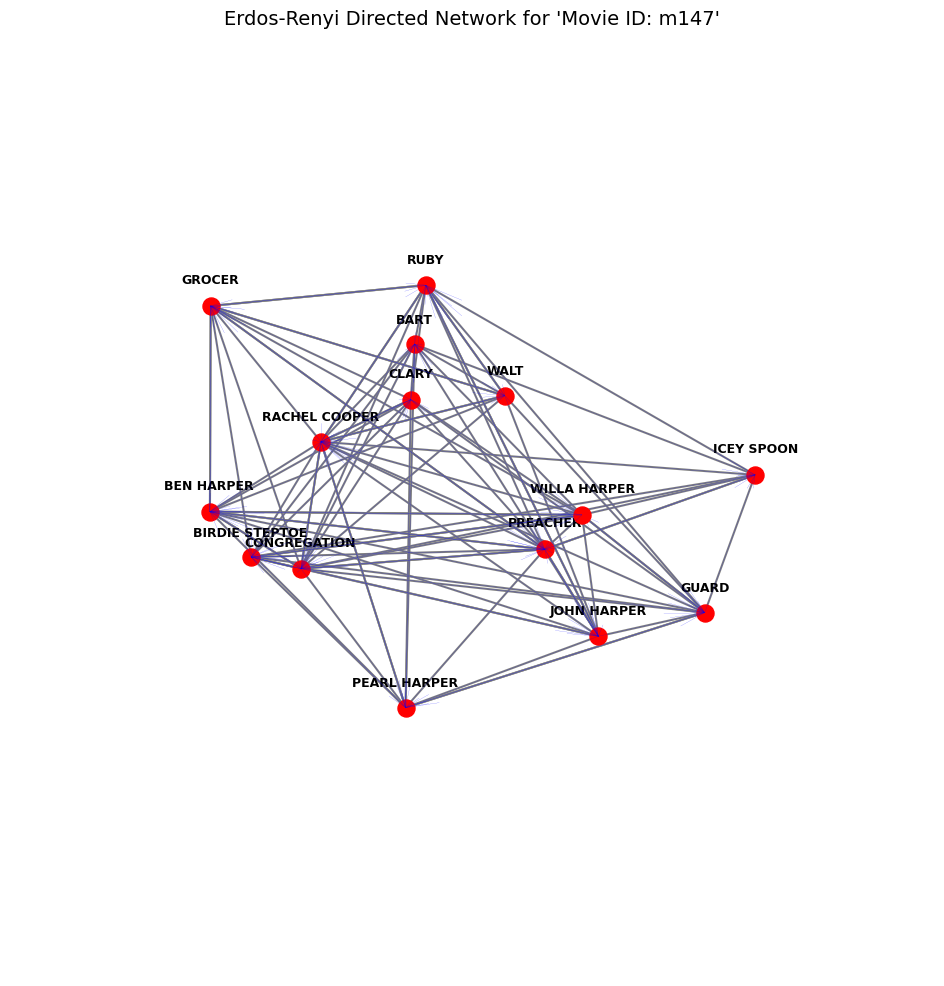 Erdos-Renyi Directed Network for 'Movie ID: m147'
RUBY
GROCER
BART
WALT
CLARY
RACHEL COOPER
ICEY SPOON
BEN HARPER
WILLA HARPER
PREACHER
BIRDIE STEPTOE
CONGREGATION
GUARD
JOHN HARPER
PEARL HARPER